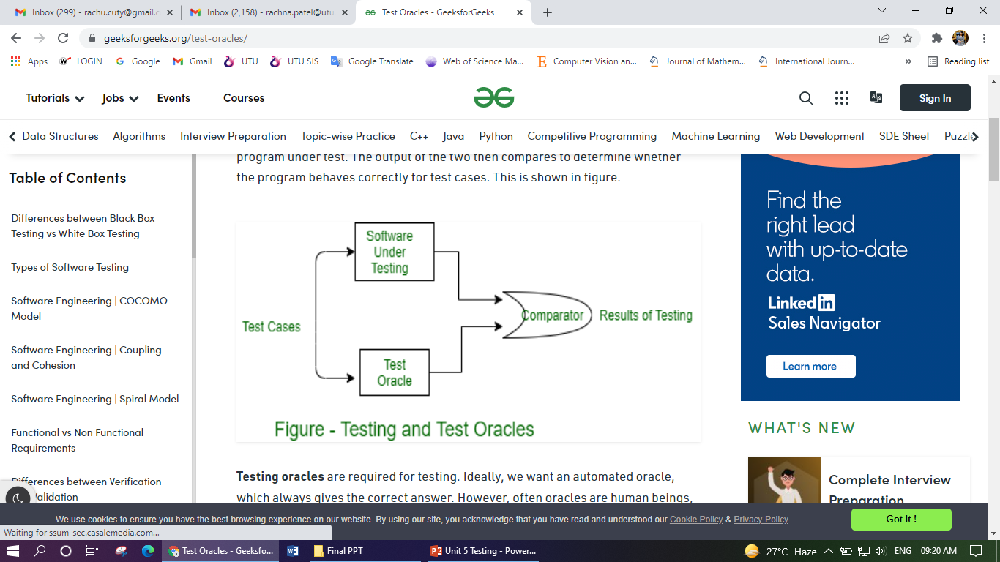 Inbox (299) - rachu.cuty@gmail.c
Inbox (2,158) - rachna.patel@utu
Test Oracles - GeeksforGeeks
geeksforgeeks.org/test-oracles/
Apps
LOGIN
Google
Gmail
UTU
UTU SIS
Google Translate
Web of Science Ma...
Computer Vision an...
Journal of Mathem...
International Journ...
»
Reading list
Tutorials
Jobs
Events
Courses
Sign In
Data Structures
Algorithms
Interview Preparation
Topic-wise Practice
C++
Java
Python
Competitive Programming
Machine Learning
Web Development
SDE Sheet
Puzzle
Table of Contents
Differences between Black Box
Testing vs White Box Testing
Types of Software Testing
Software Engineering | COCOMO
Model
Software Engineering | Coupling
and Cohesion
Software Engineering | Spiral Model
Functional vs Non Functional
Requirements
Differences between Verification
Validation
program under test. The output of the two then compares to determine whether
the program behaves correctly for test cases. This is shown in figure.
Software
Under
Testing
Test Cases
Comparator
Results of Testing
Test
Oracle
Figure - Testing and Test Oracles
Testing oracles are required for testing. Ideally, we want an automated oracle,
which always gives the correct answer. However, often oracles are human beings,
Find the
right lead
with up-to-date
data.
Linked in
Sales Navigator
Learn more
WHAT'S NEW
Complete Interview
Preparation
We use cookies to ensure you have the best browsing experience on our website. By using our site, you acknowledge that you have read and understood our Cookie Policy & Privacy Policy
Got It !
Waiting for ssum-sec.casalemedia.com...
Test Oracles - Geeksfo...
Final PPT
Unit 5 Testing - Power...
27°C Haze
ENG
09:20 AM